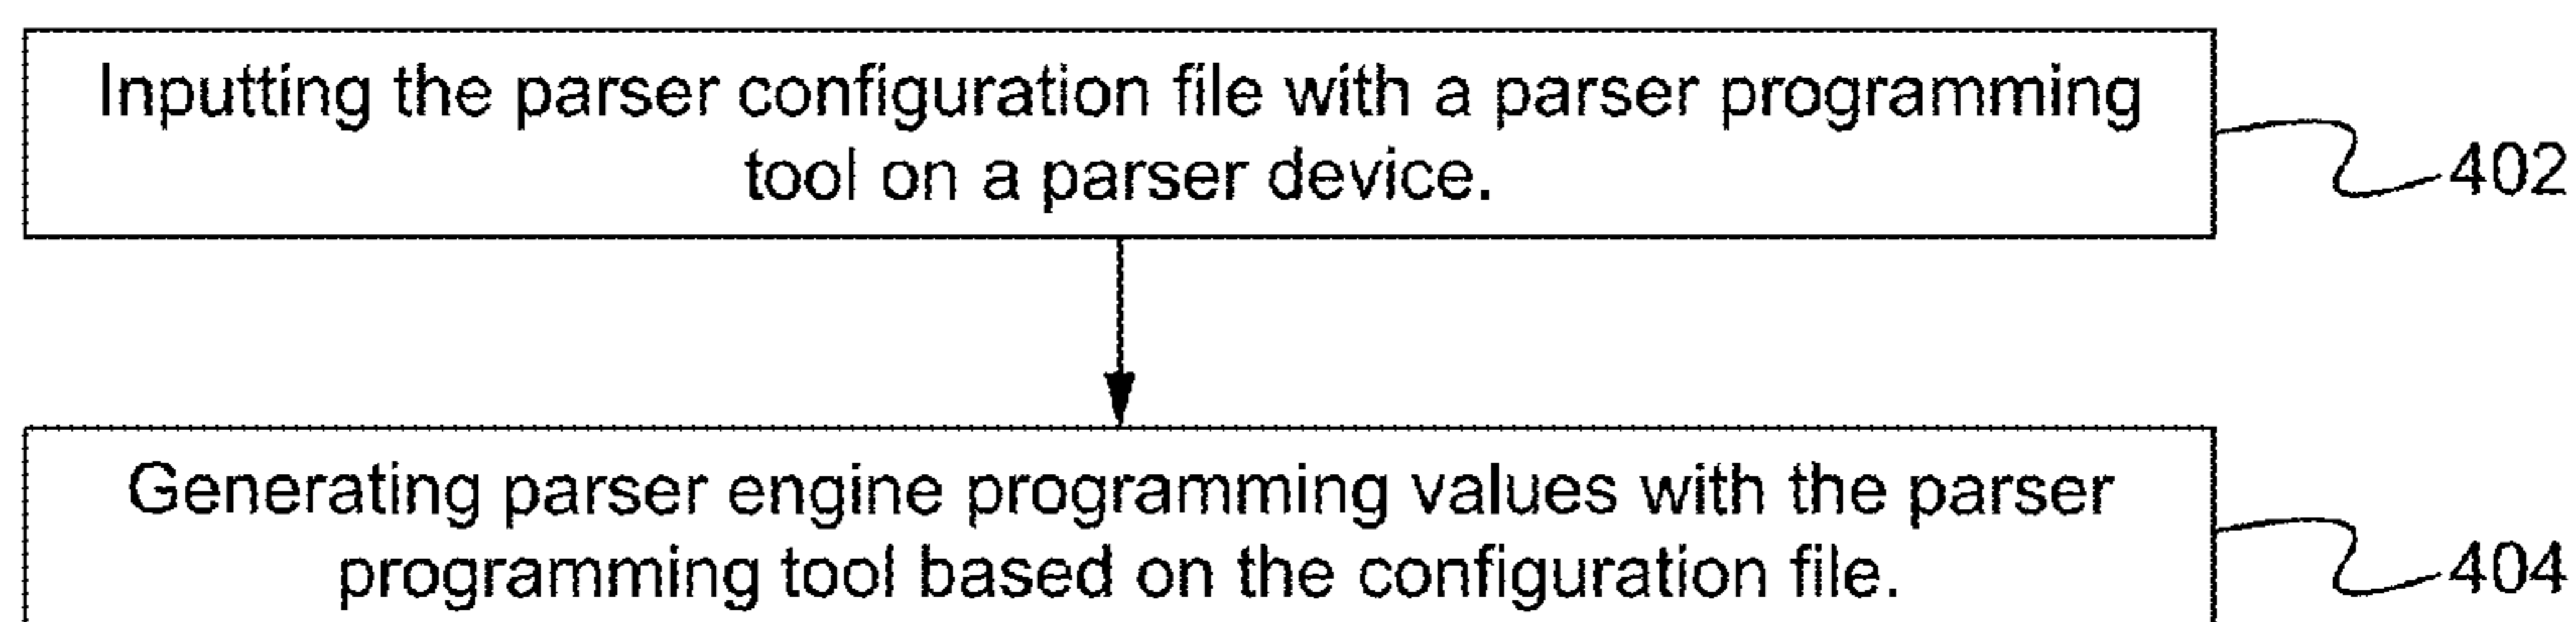 Inputting the parser configuration file with a parser programming
tool on a parser device.
402
Generating parser engine programming values with the parser
programming tool based on the configuration file.
404